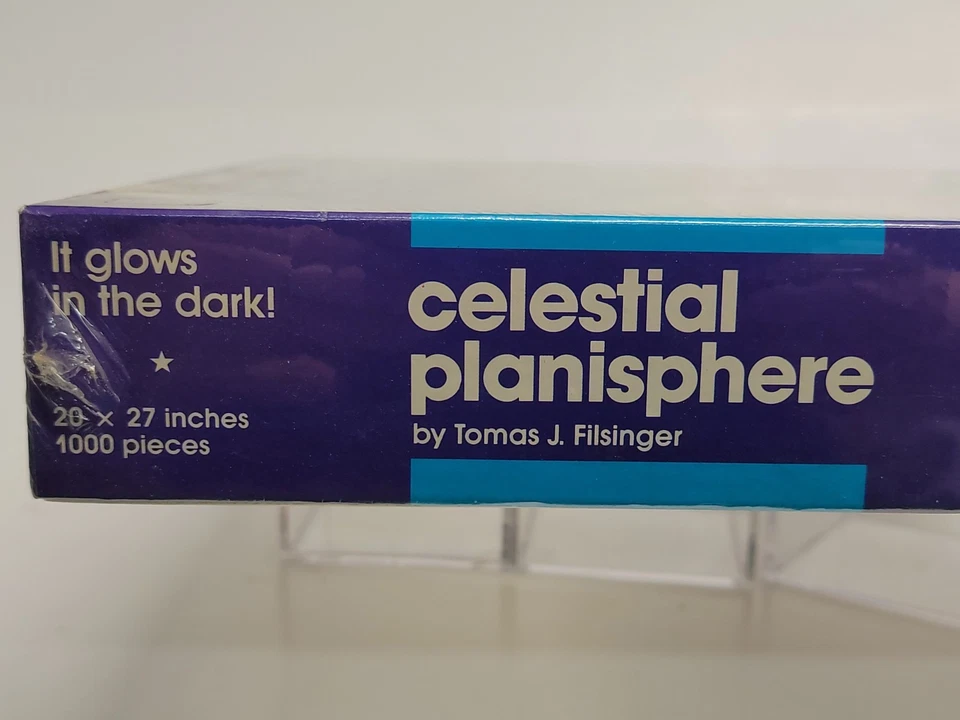 It glows
in the dark!
20 × 27 inches
1000 pieces
celestial
planisphere
by Tomas J. Filsinger